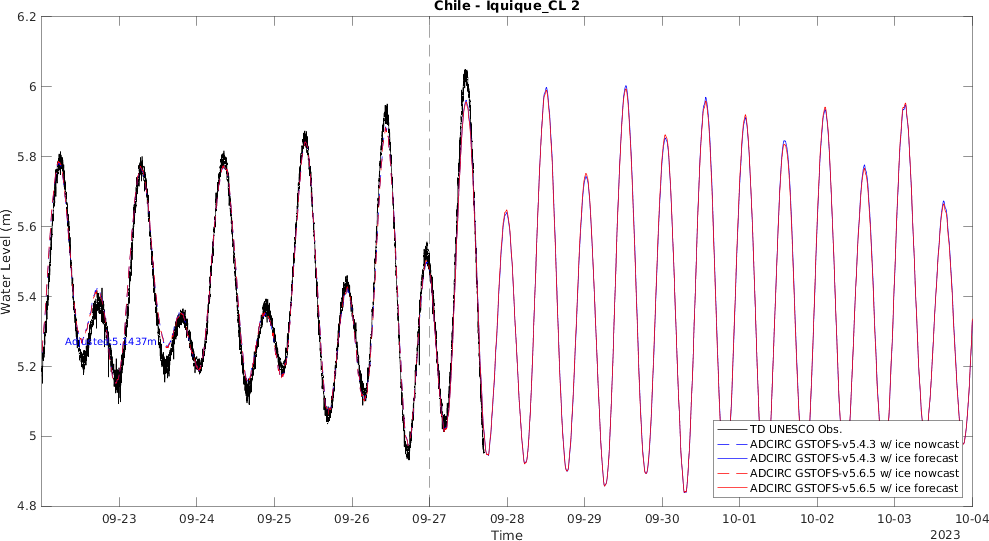 Chile - Iquique_CL 2
6.2
6
5.8
5.6
5.4
5.2
5
4.8
Water Level (m)
Adjusted:5.1437m
TD UNESCO Obs.
ADCIRC GSTOFS-v5.4.3 w/ ice nowcast
ADCIRC GSTOFS-v5.4.3 w/ ice forecast
ADCIRC GSTOFS-v5.6.5 w/ ice nowcast
ADCIRC GSTOFS-v5.6.5 w/ ice forecast
09-23 09-24 09-25 09-26 09-27 09-28 09-29 09-30 10-01 10-02 10-03 10-04
Time
2023